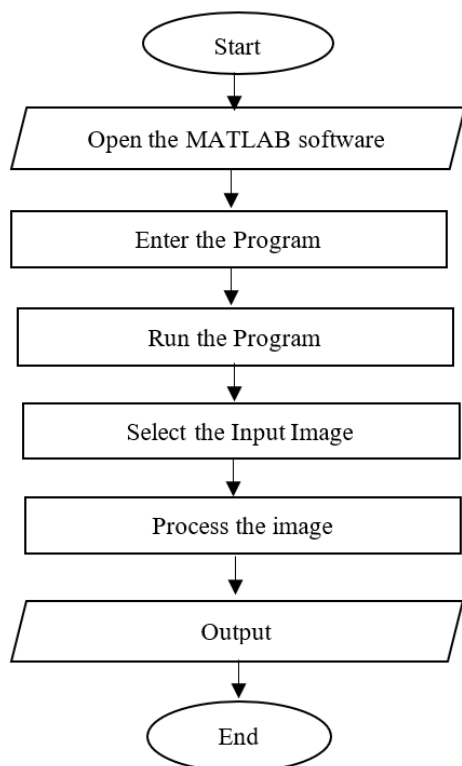 Start
Open the MATLAB software
Enter the Program
Run the Program
Select the Input Image
Process the image
Output
End